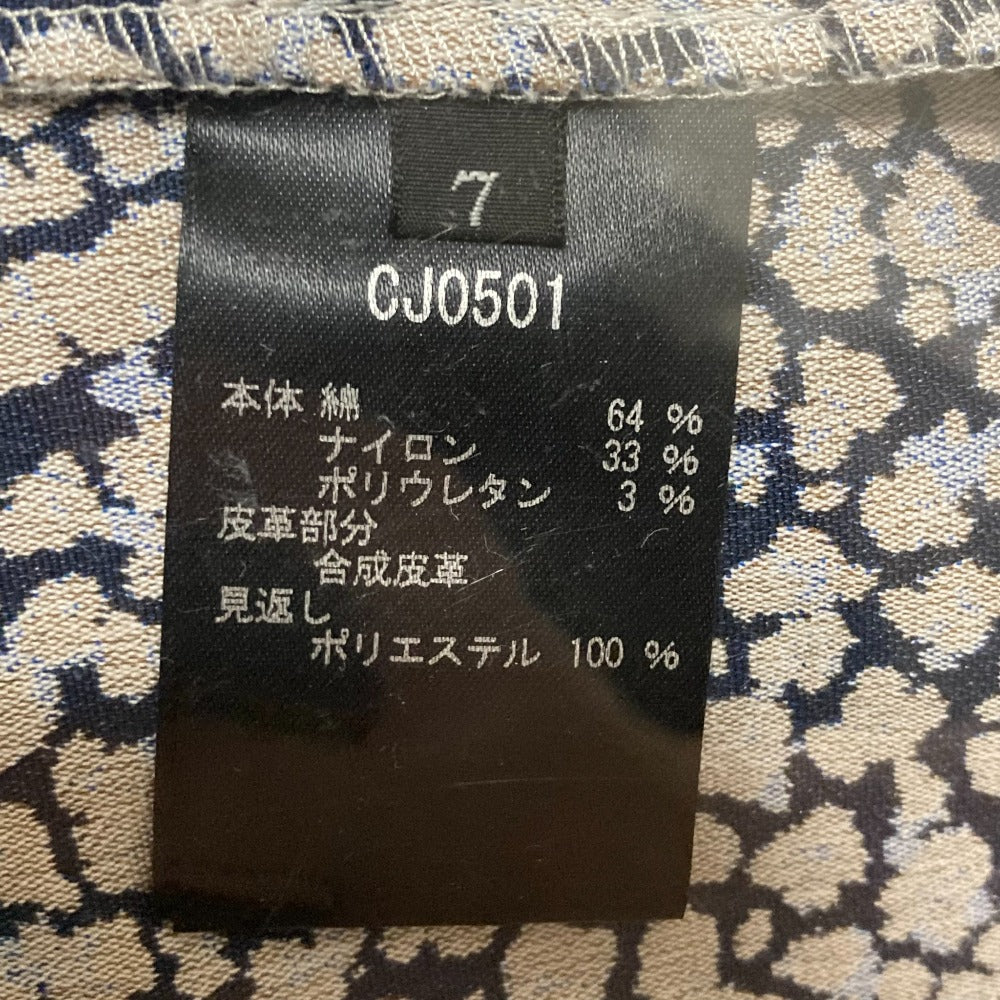 7
CJ0501
本体 綿 64 %
ナイロン 33 %
ポリウレタン 3 %
皮革部分
合成皮革
見返し
ポリエステル 100 %